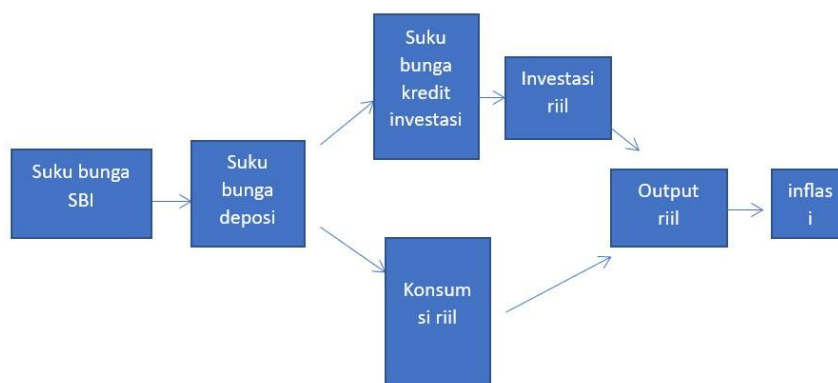 Suku bunga
SBI
Suku
bunga
deposi
Suku
bunga
kredit
investasi
Investasi
riil
Konsum
si riil
Output
riil
inflas
i